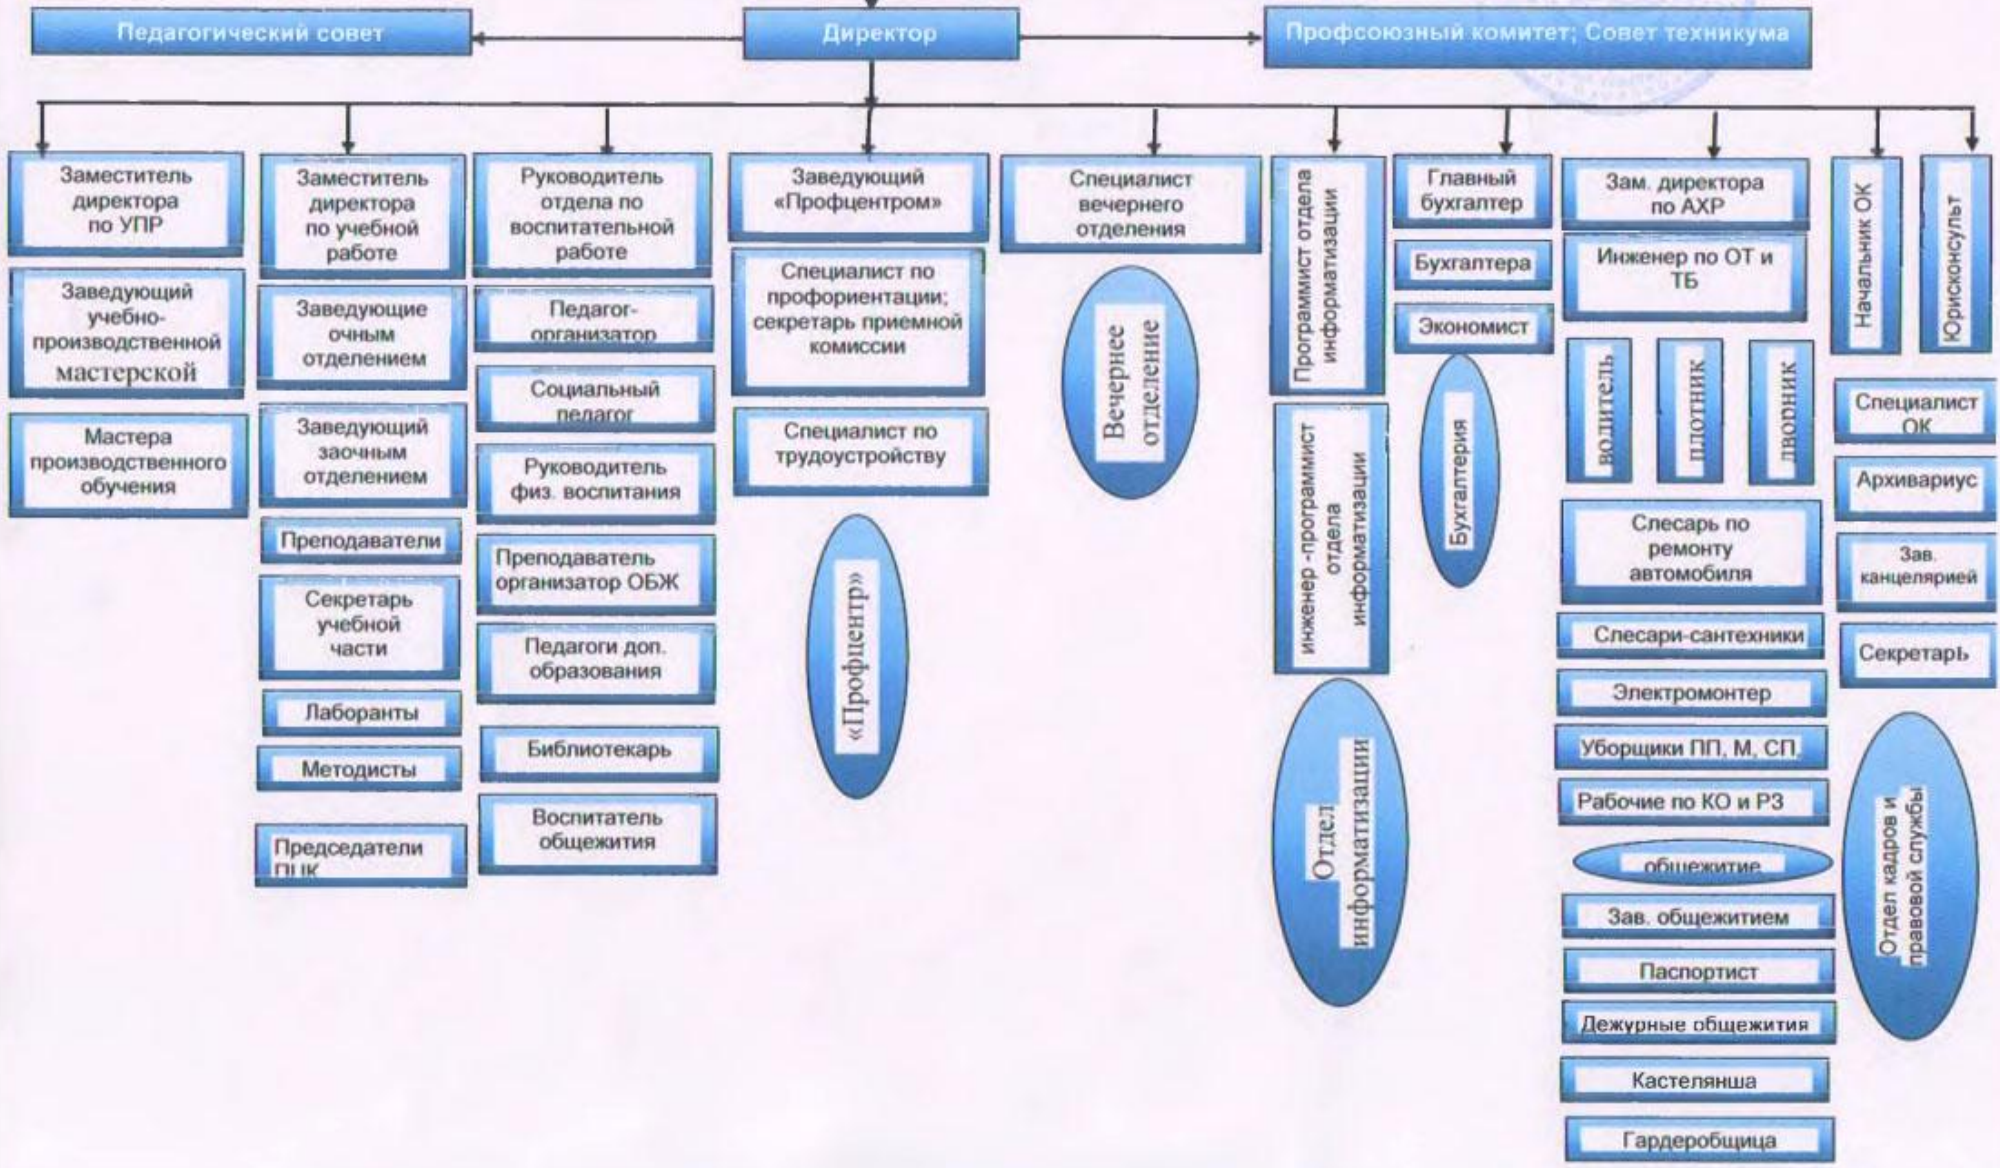 Педагогический совет
Директор
Профсоюзный комитет; Совет техникума
Заместитель
директора
по УПР
Заведующий
учебно-
производственной
мастерской
Мастера
производственного
обучения
Заместитель
директора
по учебной
работе
Заведующие
очным
отделением
Заведующий
заочным
отделением
Преподаватели
Секретарь
учебной
части
Лаборанты
Методисты
Председатели
ПЦК
Руководитель
отдела по
воспитательной
работе
Педагог-
организатор
Социальный
педагог
Руководитель
физ. воспитания
Преподаватель
организатор ОБЖ
Педагоги доп.
образования
Библиотекарь
Воспитатель
общежития
Заведующий
«Профцентром»
Специалист по
профориентации;
секретарь приемной
комиссии
Специалист по
трудоустройству
«Профцентр»
Специалист
вечернего
отделения
Вечернее
отделение
Программист отдела
информатизации
инженер -программист
отдела
информатизации
Отдел
информатизации
Главный
бухгалтер
Бухгалтера
Экономист
Бухгалтерия
Зам. директора
по АХР
Инженер по ОТ и
ТБ
водитель
плотник
дворник
Слесарь по
ремонту
автомобиля
Слесари-сантехники
Электромонтер
Уборщики ПП, М, СП,
Рабочие по КО и РЗ
общежитие
Зав. общежитием
Паспортист
Дежурные общежития
Кастелянша
Гардеробщица
Начальник ОК
Юрисконсульт
Специалист
ОК
Архивариус
Зав.
канцелярией
Секретарь
Отдел кадров и
правовой службы